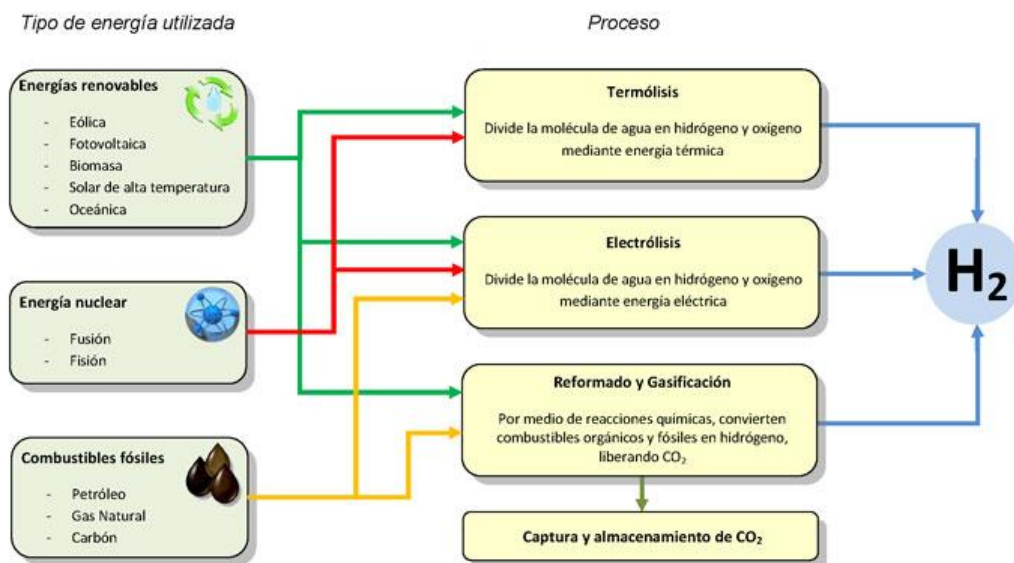 Tipo de energía utilizada
Proceso
Energías renovables
- Eólica
- Fotovoltaica
- Biomasa
- Solar de alta temperatura
- Oceánica
Energía nuclear
- Fusión
- Fisión
Combustibles fósiles
- Petróleo
- Gas Natural
- Carbón
Termólisis
Divide la molécula de agua en hidrógeno y oxígeno
mediante energía térmica
Electrólisis
Divide la molécula de agua en hidrógeno y oxígeno
mediante energía eléctrica
Reformado y Gasificación
Por medio de reacciones químicas, convierten
combustibles orgánicos y fósiles en hidrógeno,
liberando CO₂
Captura y almacenamiento de CO₂
H₂